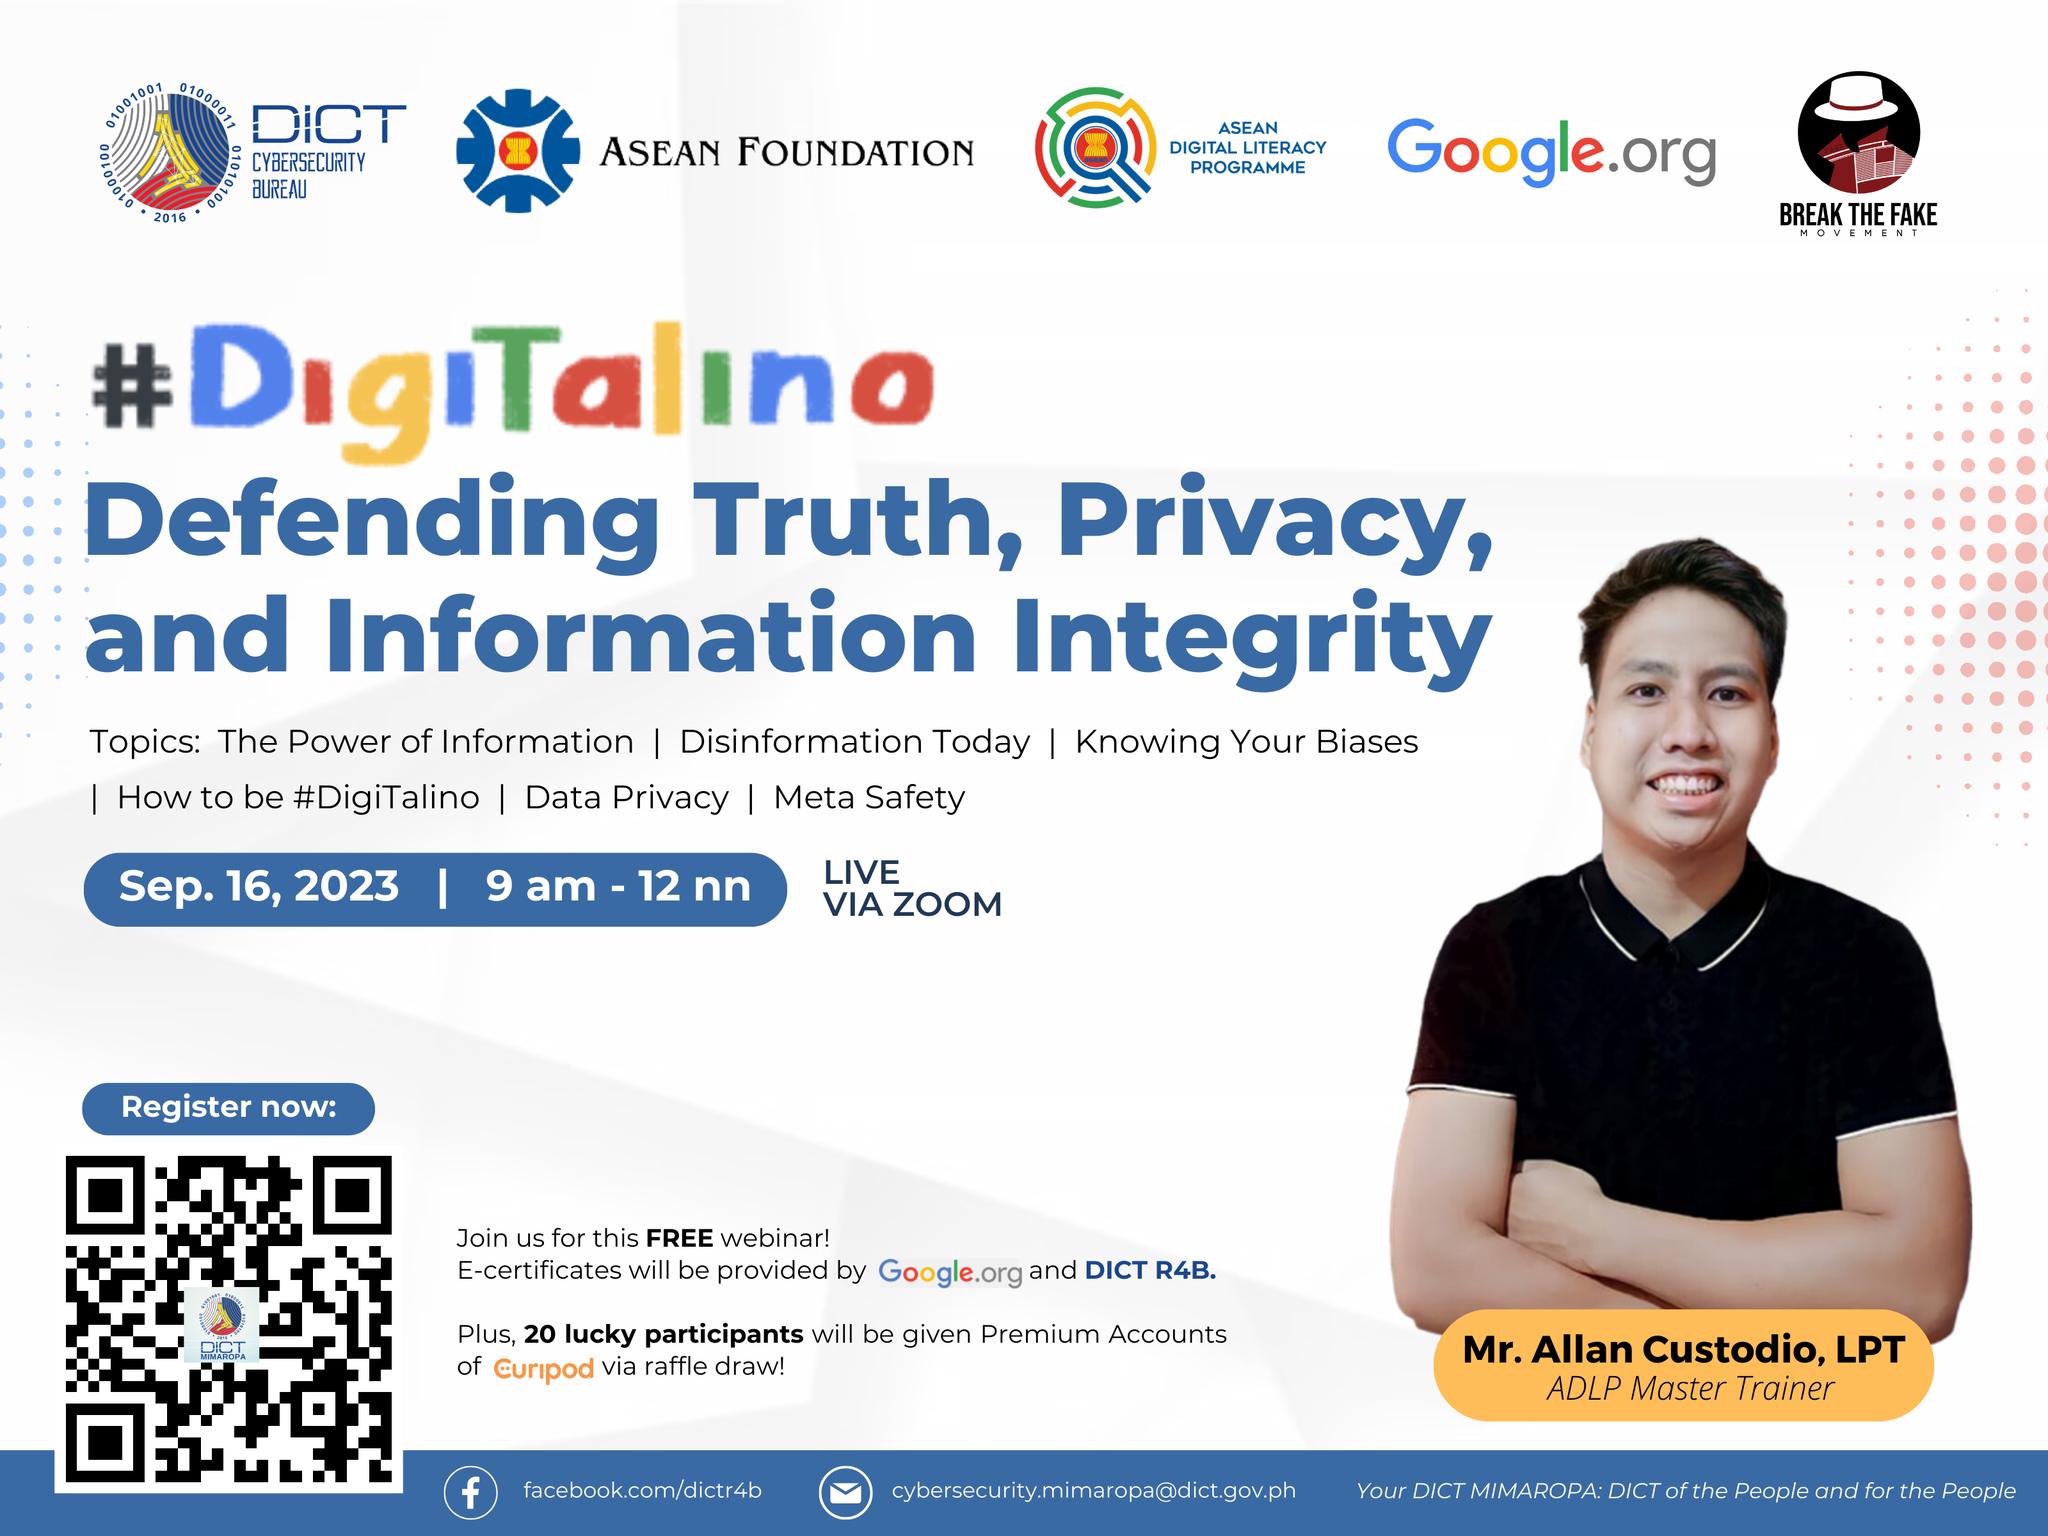 01001001 01000011 01010100 01000100 • 2016 •
DiCT
CYBERSECURITY
BUREAU
ASEAN FOUNDATION
ASEAN
DIGITAL LITERACY
PROGRAMME
Google.org
BREAK THE FAKE
MOVEMENT
#DigiTalino
Defending Truth, Privacy,
and Information Integrity
Topics: The Power of Information | Disinformation Today | Knowing Your Biases
| How to be #DigiTalino | Data Privacy | Meta Safety
Sep. 16, 2023 | 9 am - 12 nn
LIVE
VIA ZOOM
Register now:
DiCT
MIMAROPA
Join us for this FREE webinar!
E-certificates will be provided by Google.org and DICT R4B.
Plus, 20 lucky participants will be given Premium Accounts
of Curipod via raffle draw!
Mr. Allan Custodio, LPT
ADLP Master Trainer
facebook.com/dictr4b
cybersecurity.mimaropa@dict.gov.ph
Your DICT MIMAROPA: DICT of the People and for the People